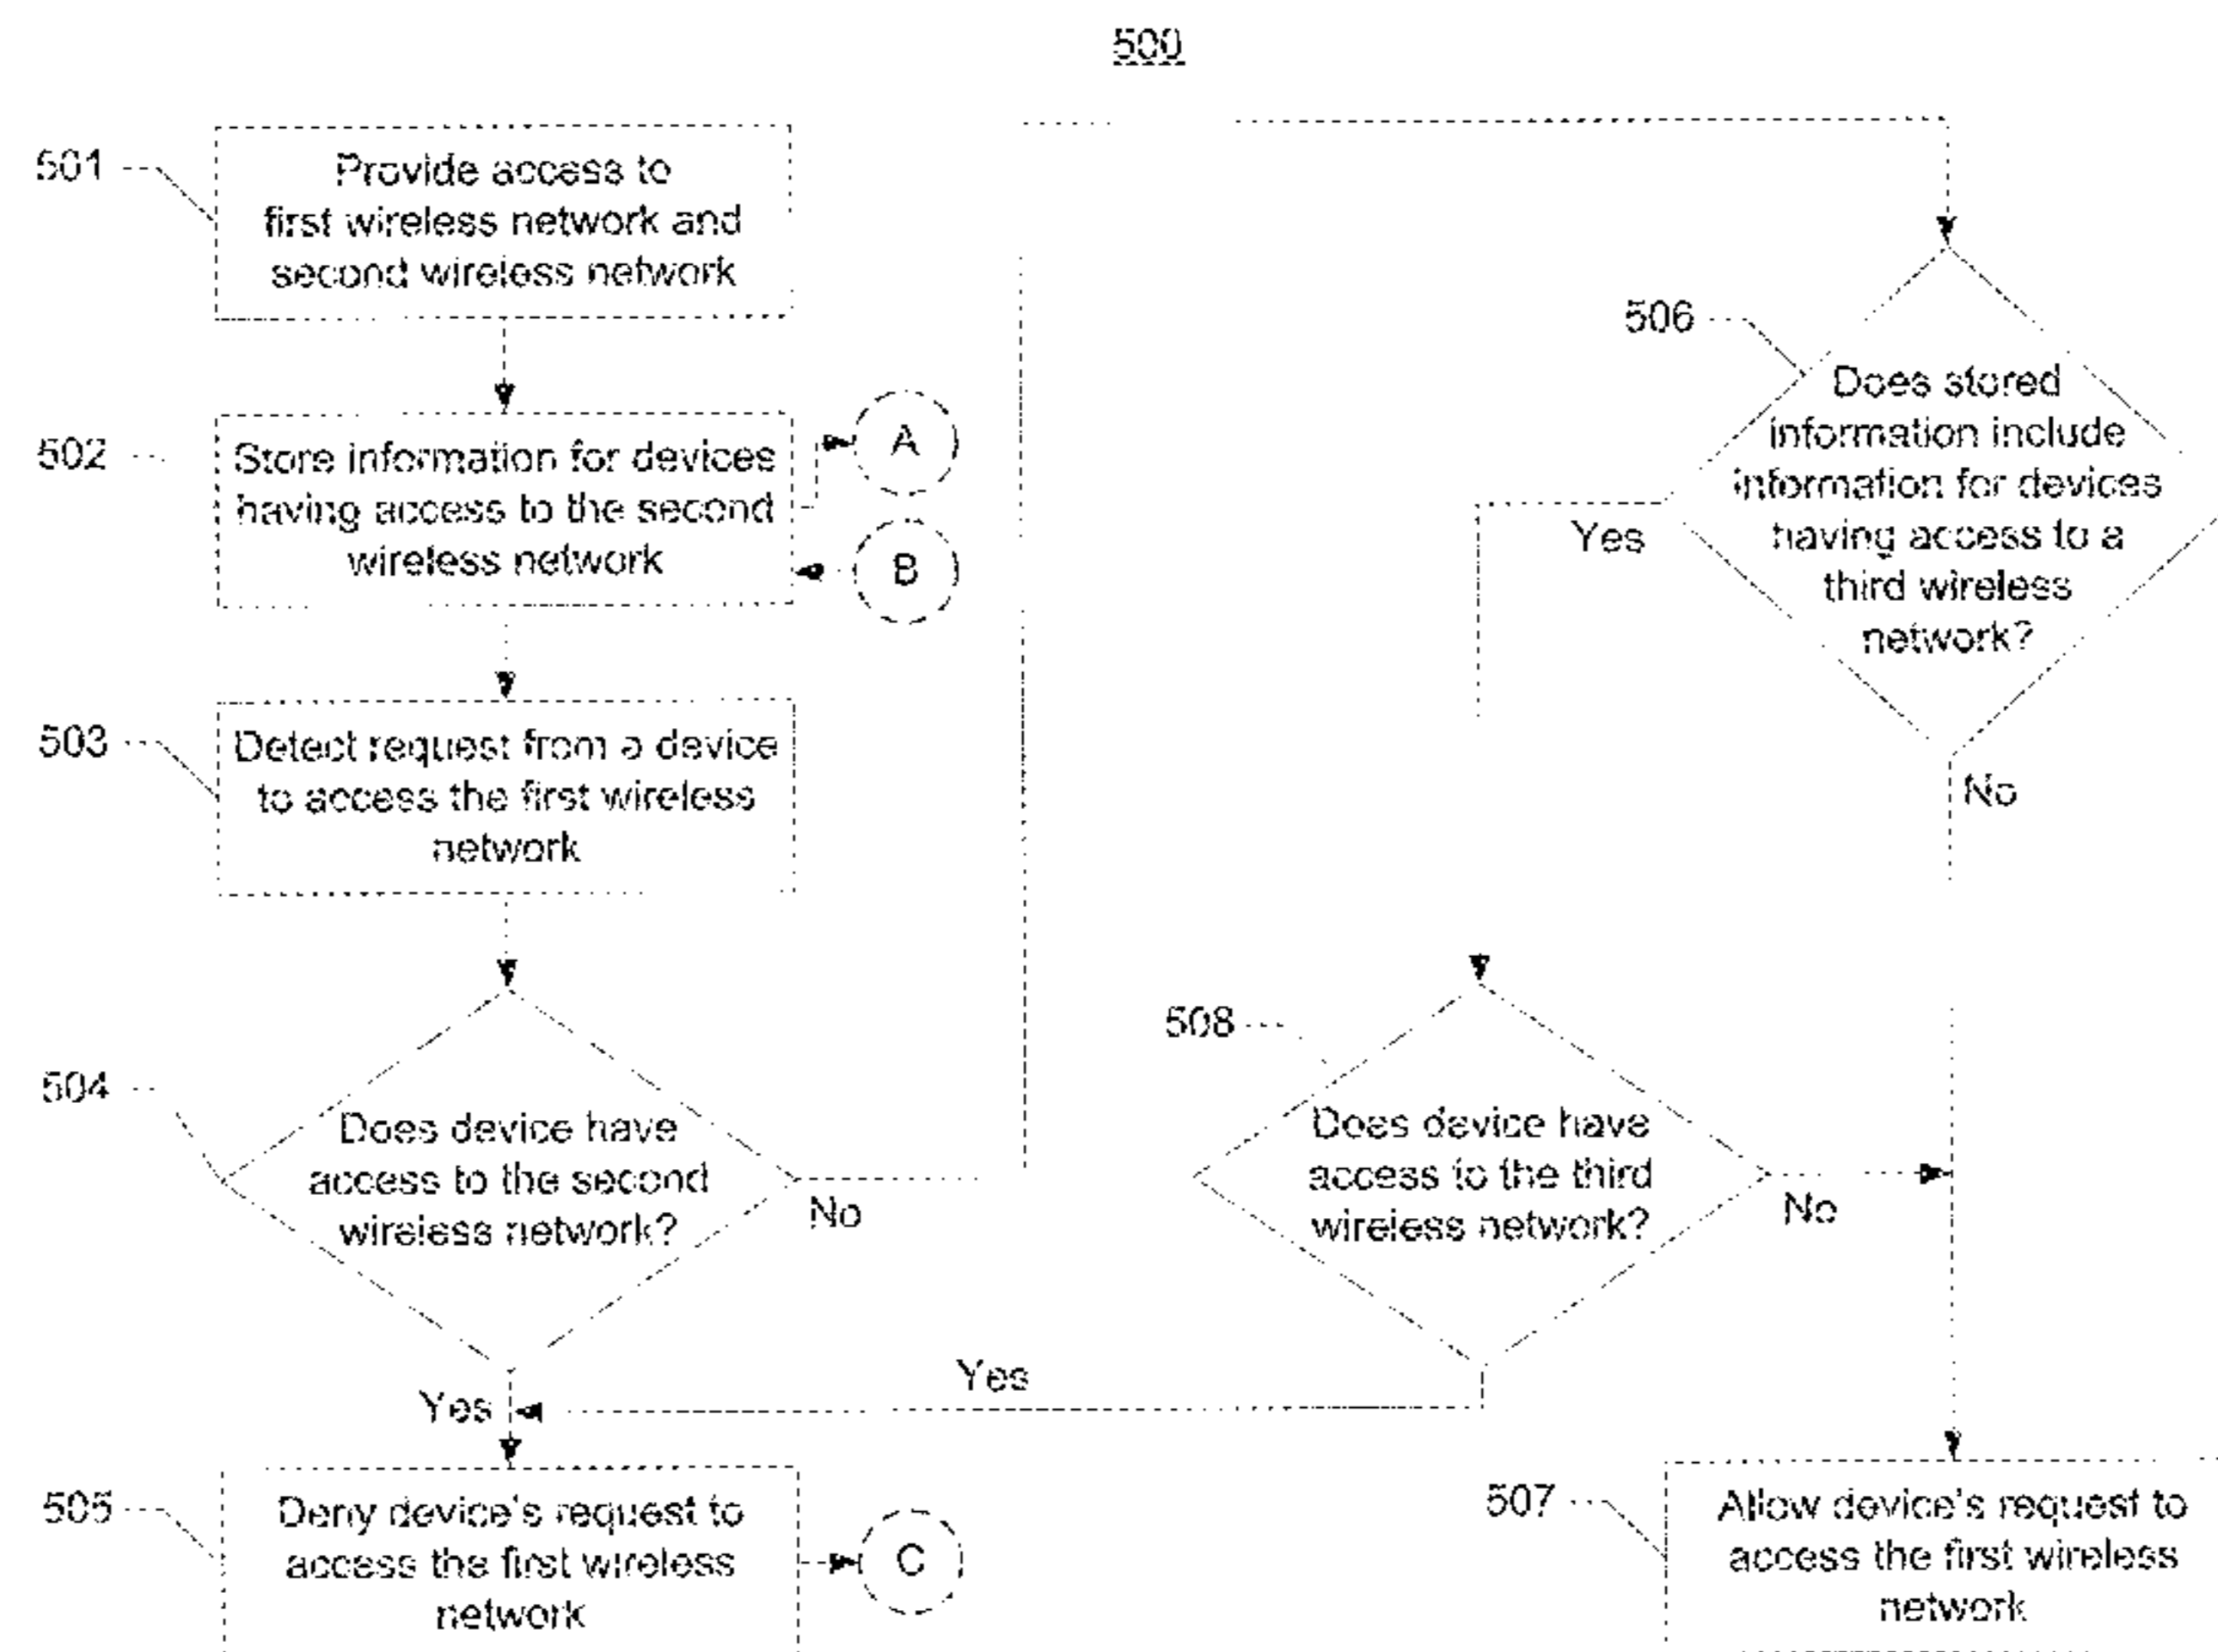 500
501
Provide access to
first wireless network and
second wireless network
502
Store information for devices
having access to the second
wireless network
A
B
503
Detect request from a device
to access the first wireless
network
504
Does device have
access to the second
wireless network?
No
Yes
505
Deny device's request to
access the first wireless
network
C
506
Does stored
information include
information for devices
having access to a
third wireless
network?
Yes
No
508
Does device have
access to the third
wireless network?
No
Yes
507
Allow device's request to
access the first wireless
network